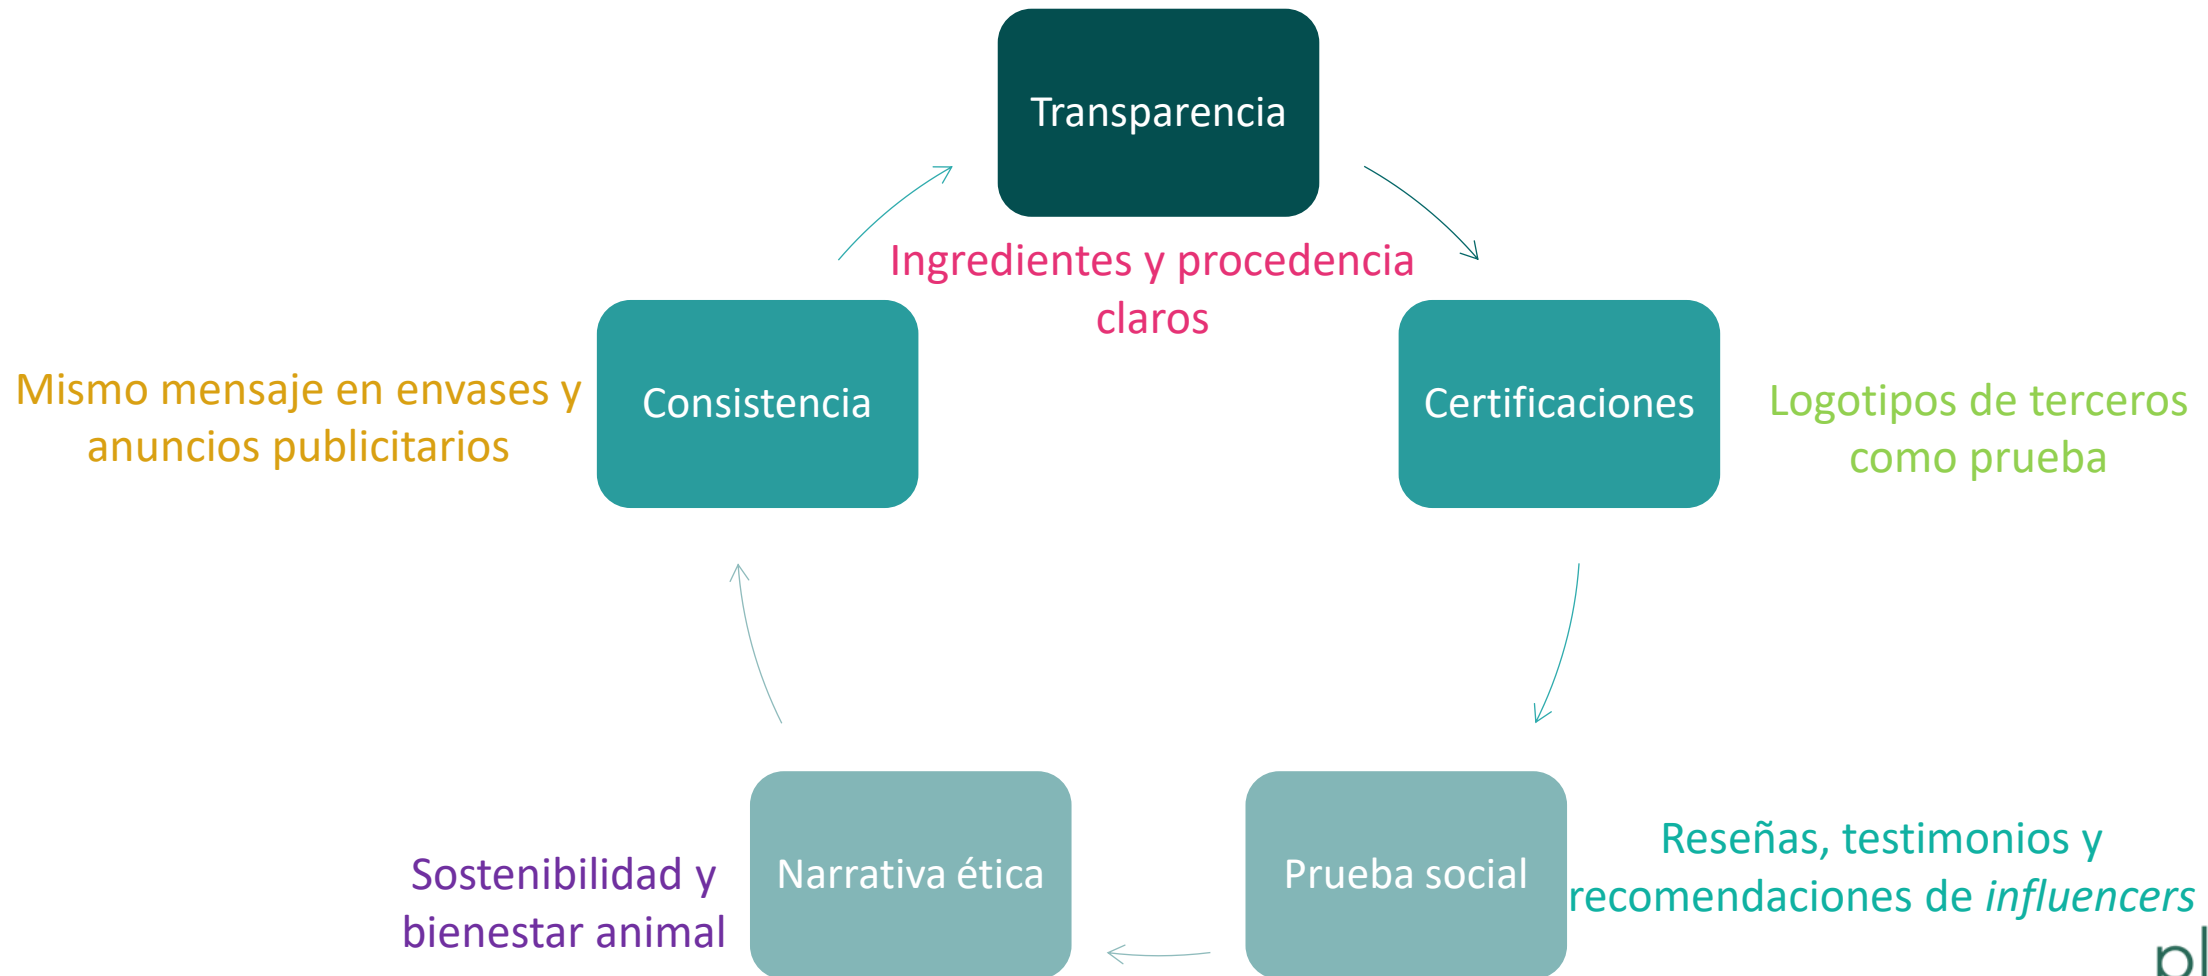 Transparencia
Ingredientes y procedencia
claros
Certificaciones
Logotipos de terceros
como prueba
Prueba social
Reseñas, testimonios y
recomendaciones de influencers
Narrativa ética
Sostenibilidad y
bienestar animal
Consistencia
Mismo mensaje en envases y
anuncios publicitarios